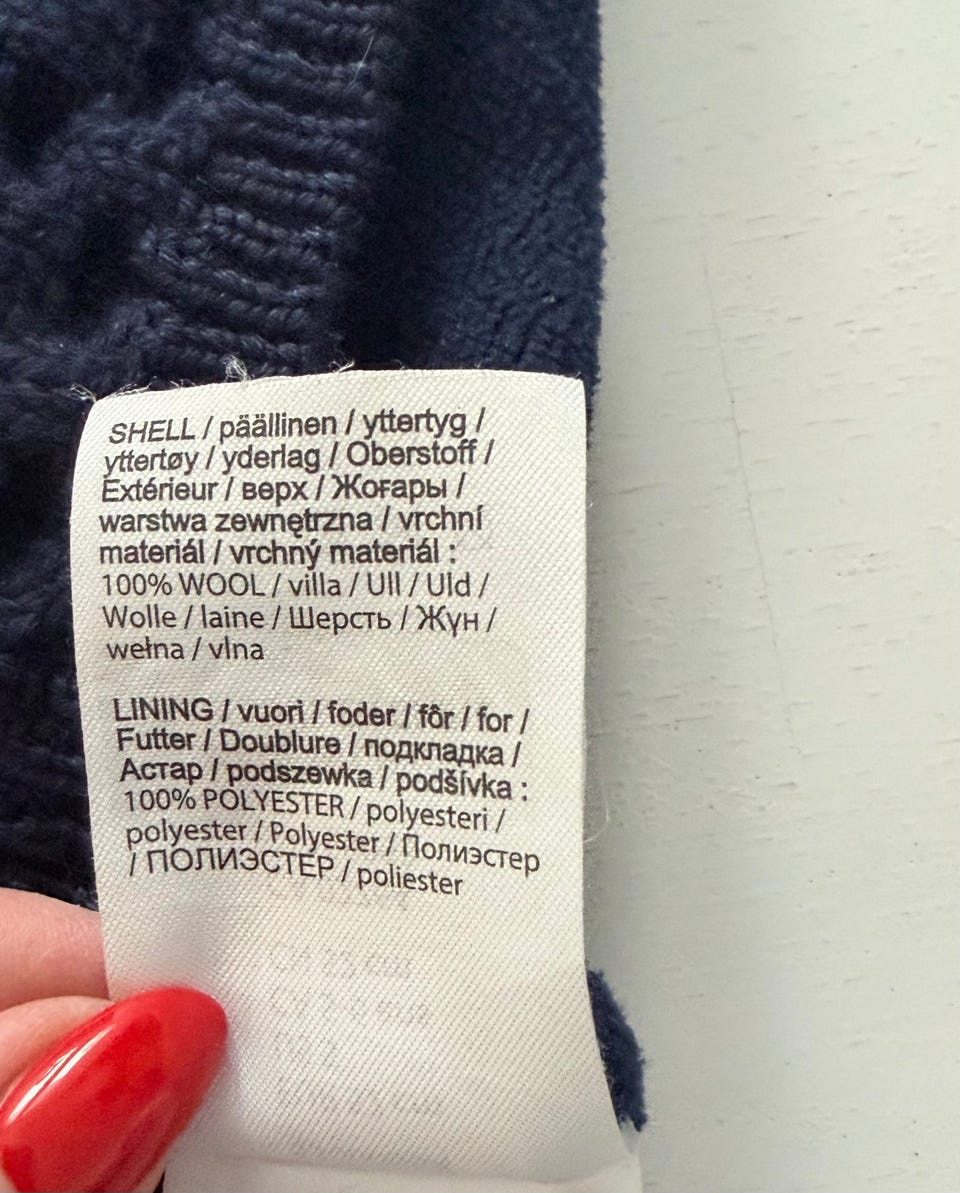 SHELL / päällinen / yttertyg /
yttertøy / yderlag / Oberstoff /
Extérieur / верх / Жоғары /
warstwa zewnętrzna / vrchní
materiál / vrchný materiál :
100% WOOL / villa / Ull / Uld /
Wolle / laine / Шерсть / Жүн /
wełna / vlna
LINING / vuori / foder / fôr / for /
Futter / Doublure / подкладка /
Астар / podszewka / podšívka :
100% POLYESTER / polyesteri /
polyester / Polyester / Полиэстер
/ ПОЛИЭСТЕР / poliester